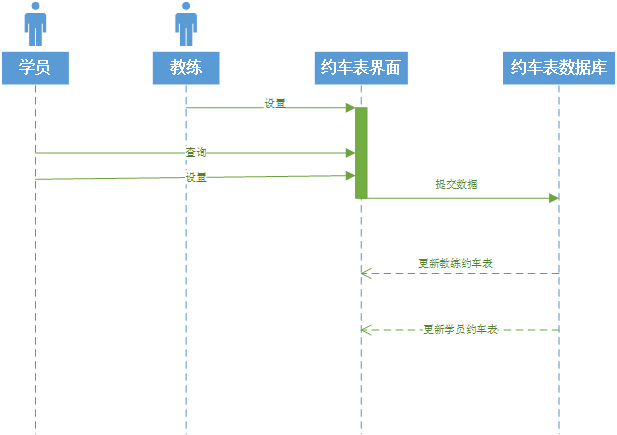 学员
教练
约车表界面
约车表数据库
设置
查询
设置
提交数据
更新教练约车表
更新学员约车表